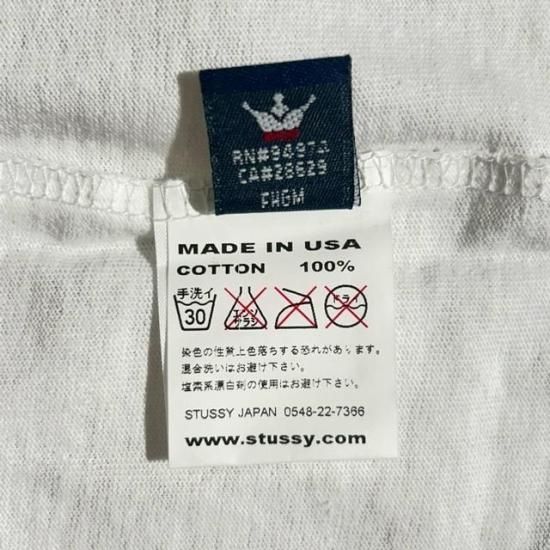 RN#94974
CA#28629
FHGM
MADE IN USA
COTTON 100%
手洗イ
30
エンソ
サラシ
ドライ
染色の性質上色落ちする恐れがあります。
混合洗いはお避け下さい。
塩素系漂白剤の使用はお避け下さい。
STUSSY JAPAN 0548-22-7366
www.stussy.com